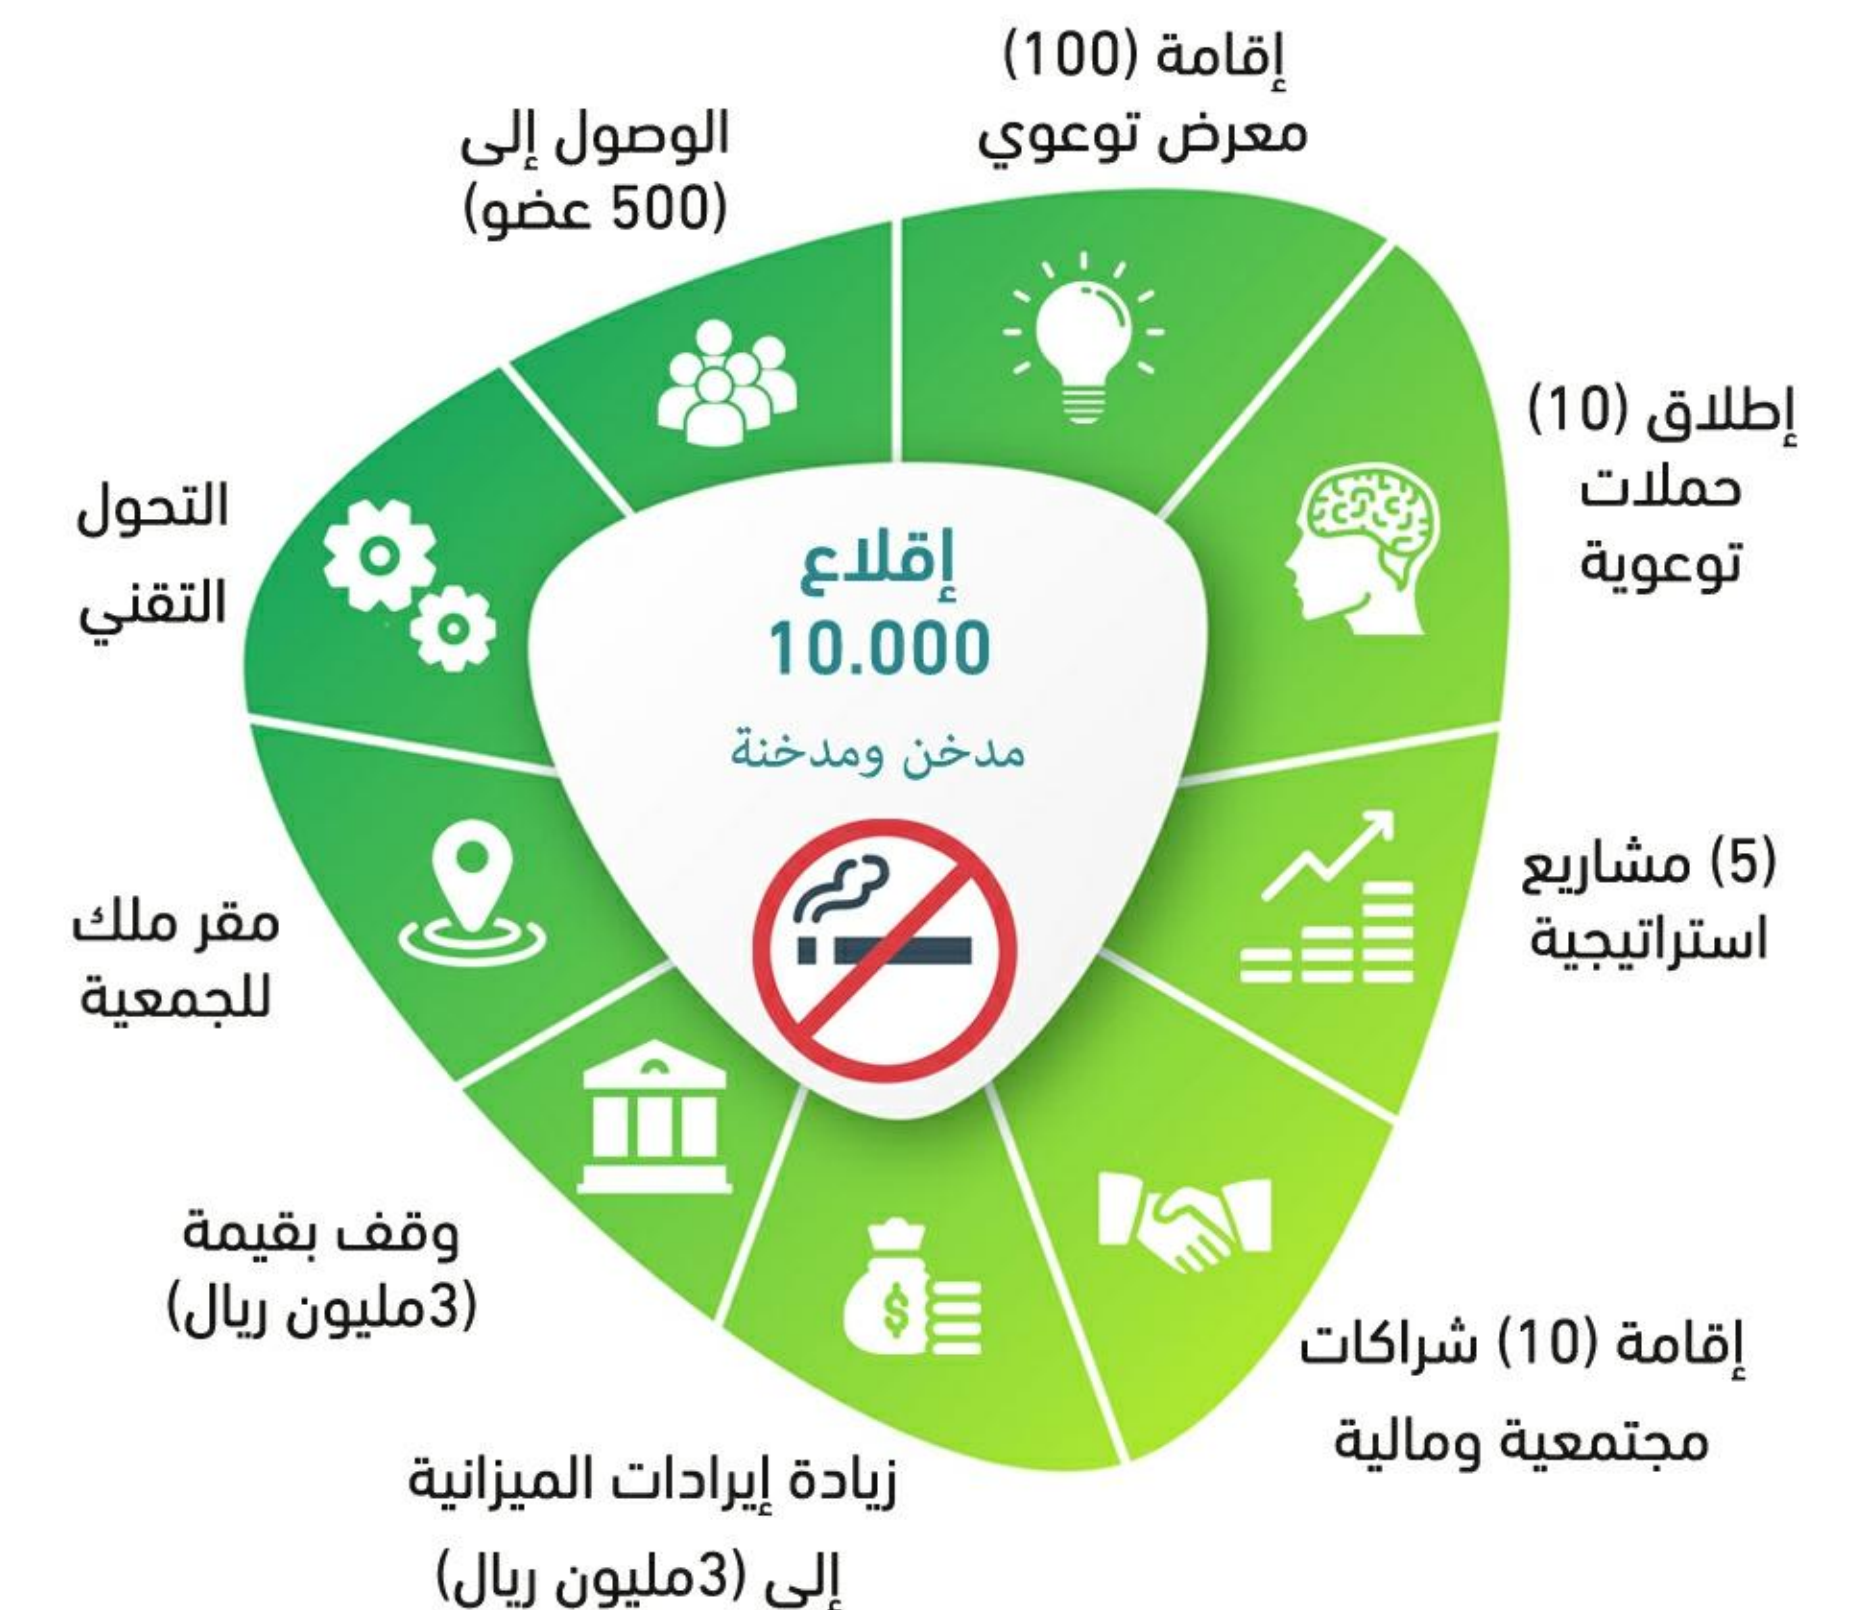 إقامة (100)
معرض توعوي
إطلاق (10)
حملات
توعوية
(5) مشاريع
استراتيجية
إقامة (10) شراكات
مجتمعية ومالية
زيادة إيرادات الميزانية
إلى (3مليون ريال)
وقف بقيمة
(3مليون ريال)
مقر ملك
للجمعية
التحول
التقني
الوصول إلى
(500 عضو)
إقلاع
10.000
مدخن ومدخنة
$